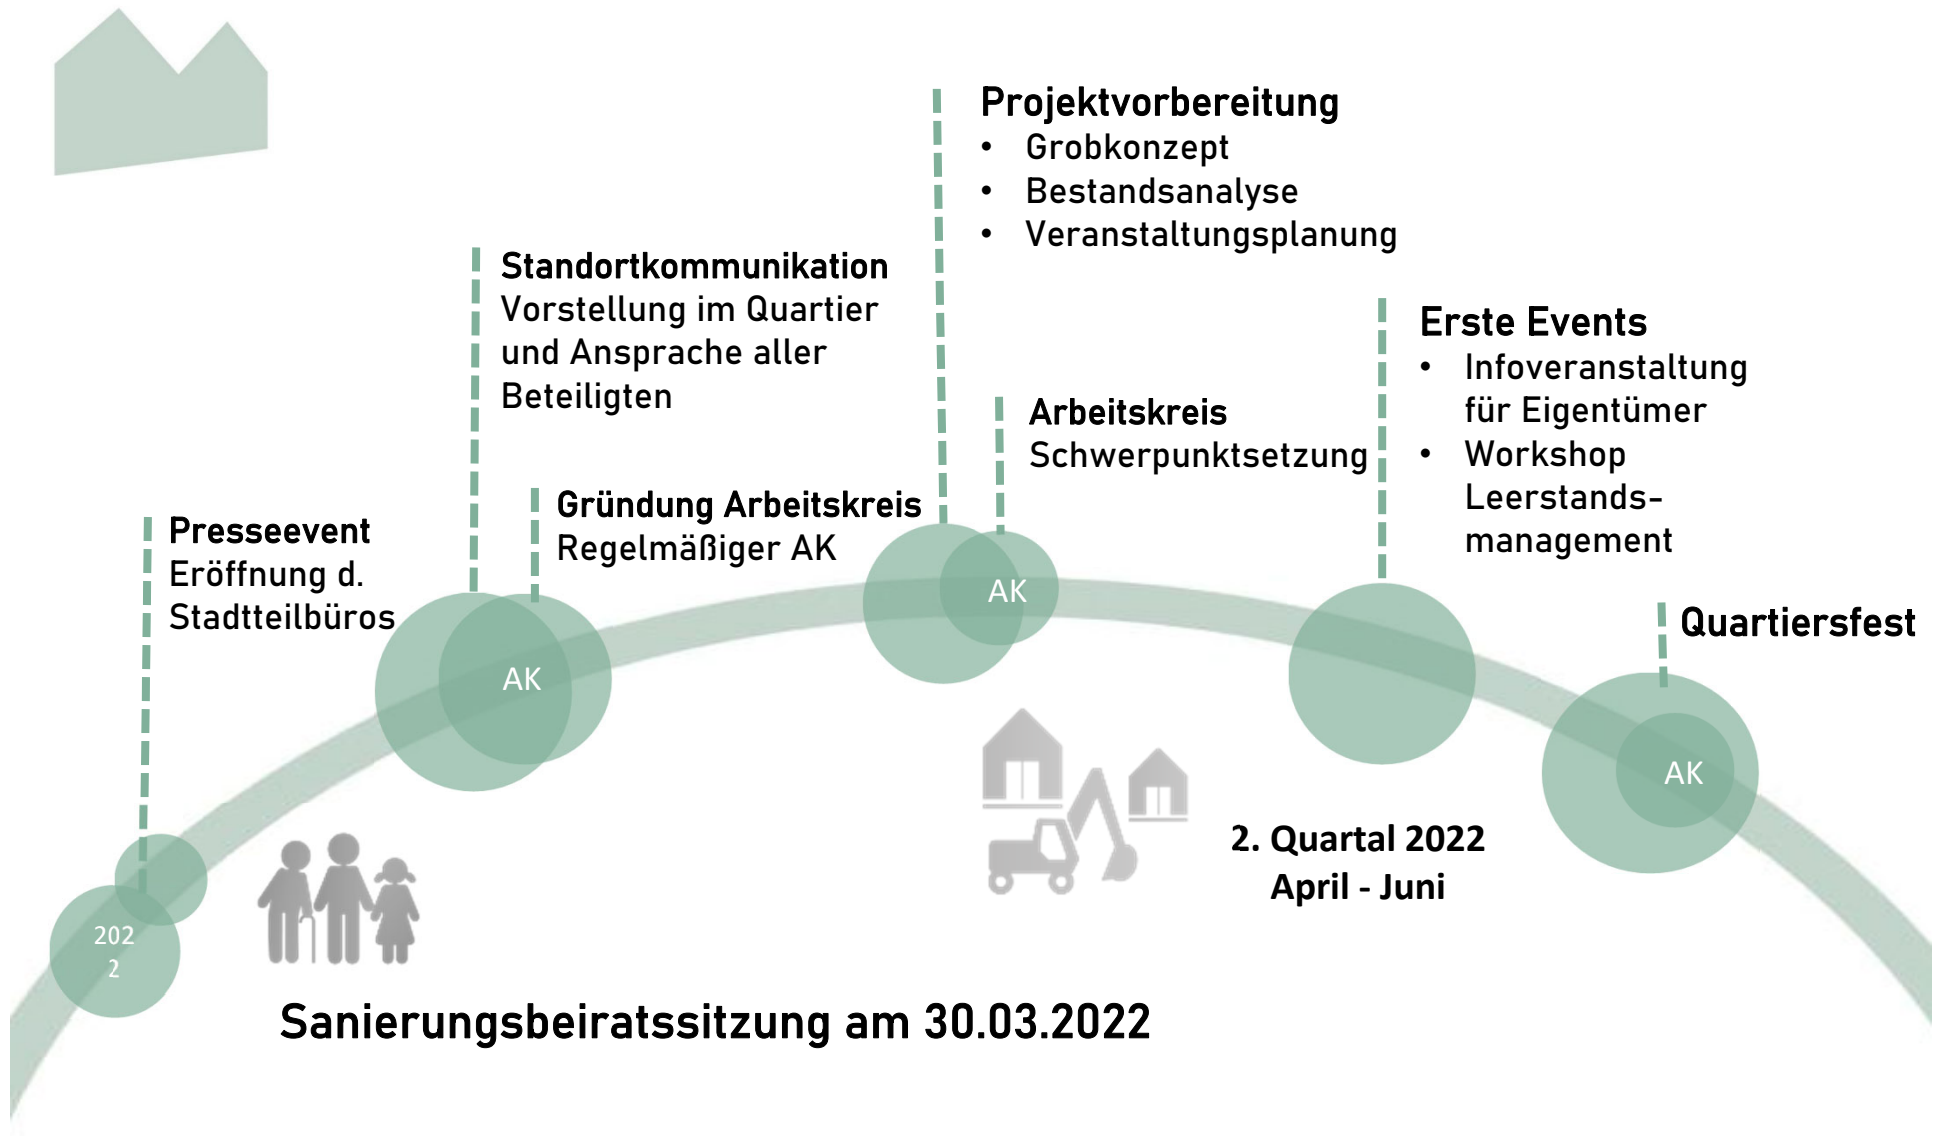 Projektvorbereitung
• Grobkonzept
• Bestandsanalyse
• Veranstaltungsplanung
Standortkommunikation
Vorstellung im Quartier
und Ansprache aller
Beteiligten
Erste Events
• Infoveranstaltung
für Eigentümer
• Workshop
Leerstands-
management
Arbeitskreis
Schwerpunktsetzung
Gründung Arbeitskreis
Regelmäßiger AK
Presseevent
Eröffnung d.
Stadtteilbüros
Quartiersfest
AK
AK
AK
202
2
2. Quartal 2022
April - Juni
Sanierungsbeiratssitzung am 30.03.2022